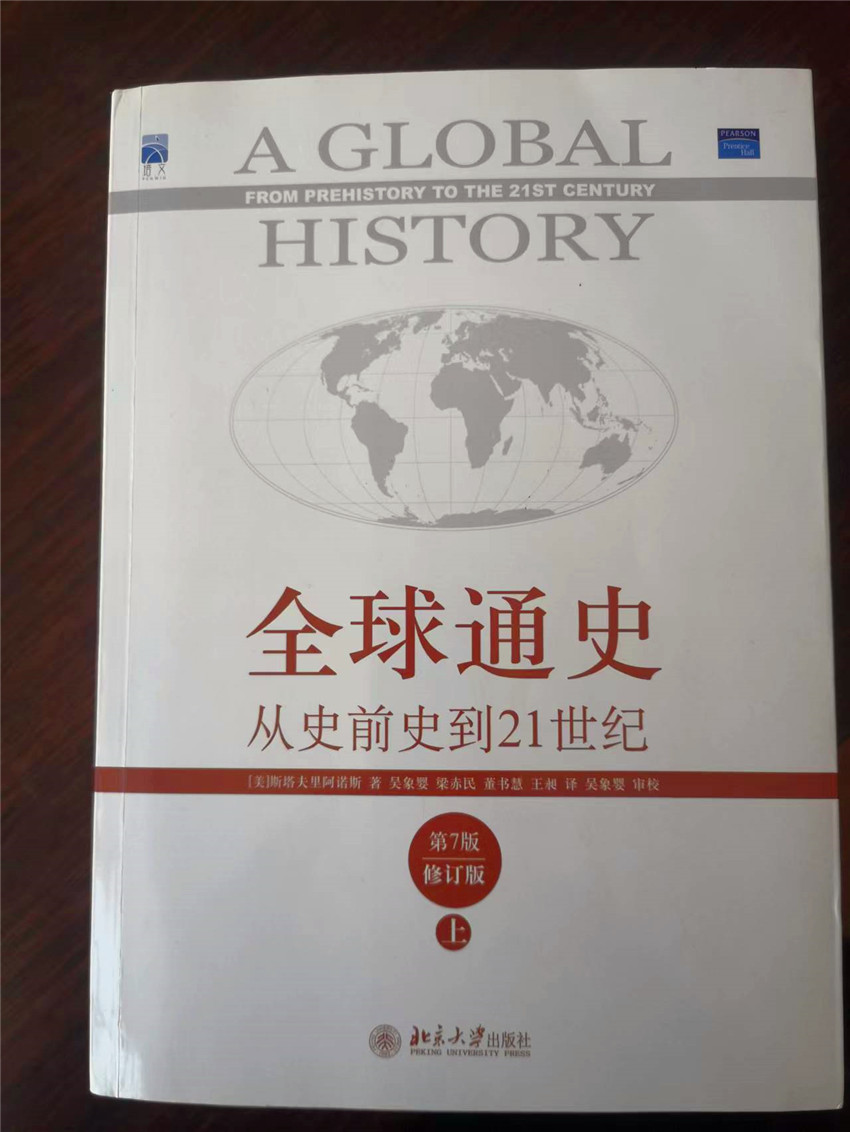 A GLOBAL
FROM PREHISTORY TO THE 21ST CENTURY
HISTORY
培文
PEARSON
Prentice
Hall
全球通史
从史前史到21世纪
[美]斯塔夫里阿诺斯 著 吴象婴 梁赤民 董书慧 王昶 译 吴象婴 审校
第7版
修订版
上
北京大学出版社
PEKING UNIVERSITY PRESS